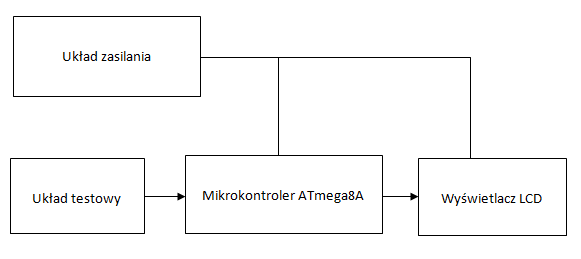 Układ zasilania
Układ testowy
Mikrokontroler ATmega8A
Wyświetlacz LCD